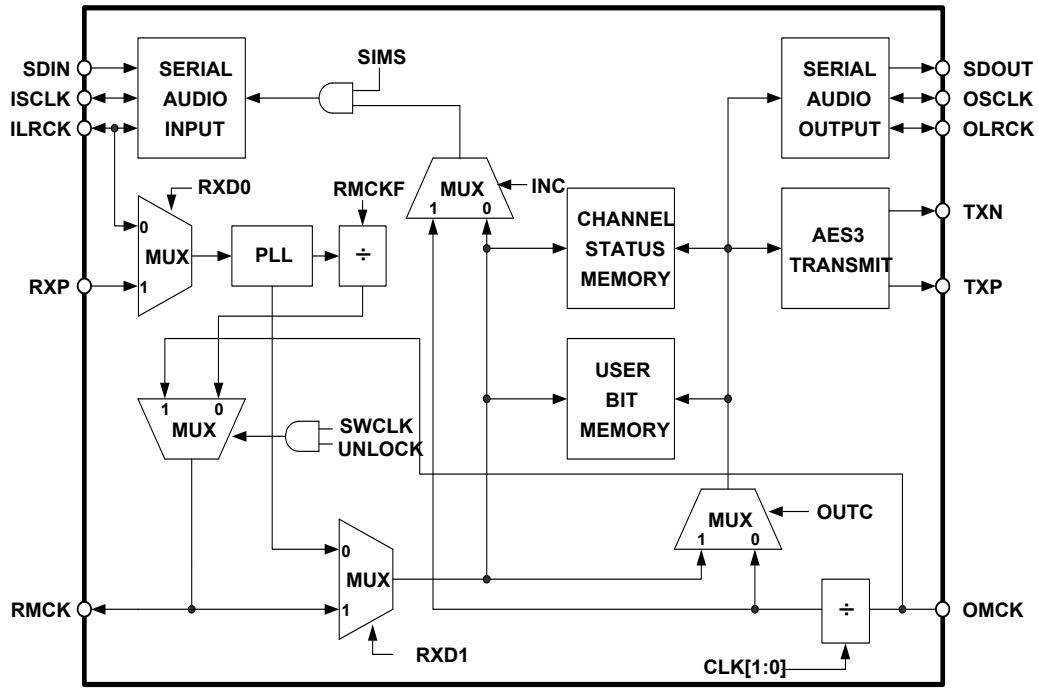 SIMS
SDIN
SERIAL
AUDIO
INPUT
ISCLK
ILRCK
SERIAL
AUDIO
OUTPUT
SDOUT
OSCLK
OLRCK
RXD0
RMCKF
MUX
1 0
INC
0
MUX
1
PLL
÷
RXP
CHANNEL
STATUS
MEMORY
AES3
TRANSMIT
TXN
TXP
USER
BIT
MEMORY
1 0
MUX
SWCLK
UNLOCK
MUX
1 0
OUTC
0
MUX
1
RMCK
RXD1
÷
OMCK
CLK[1:0]